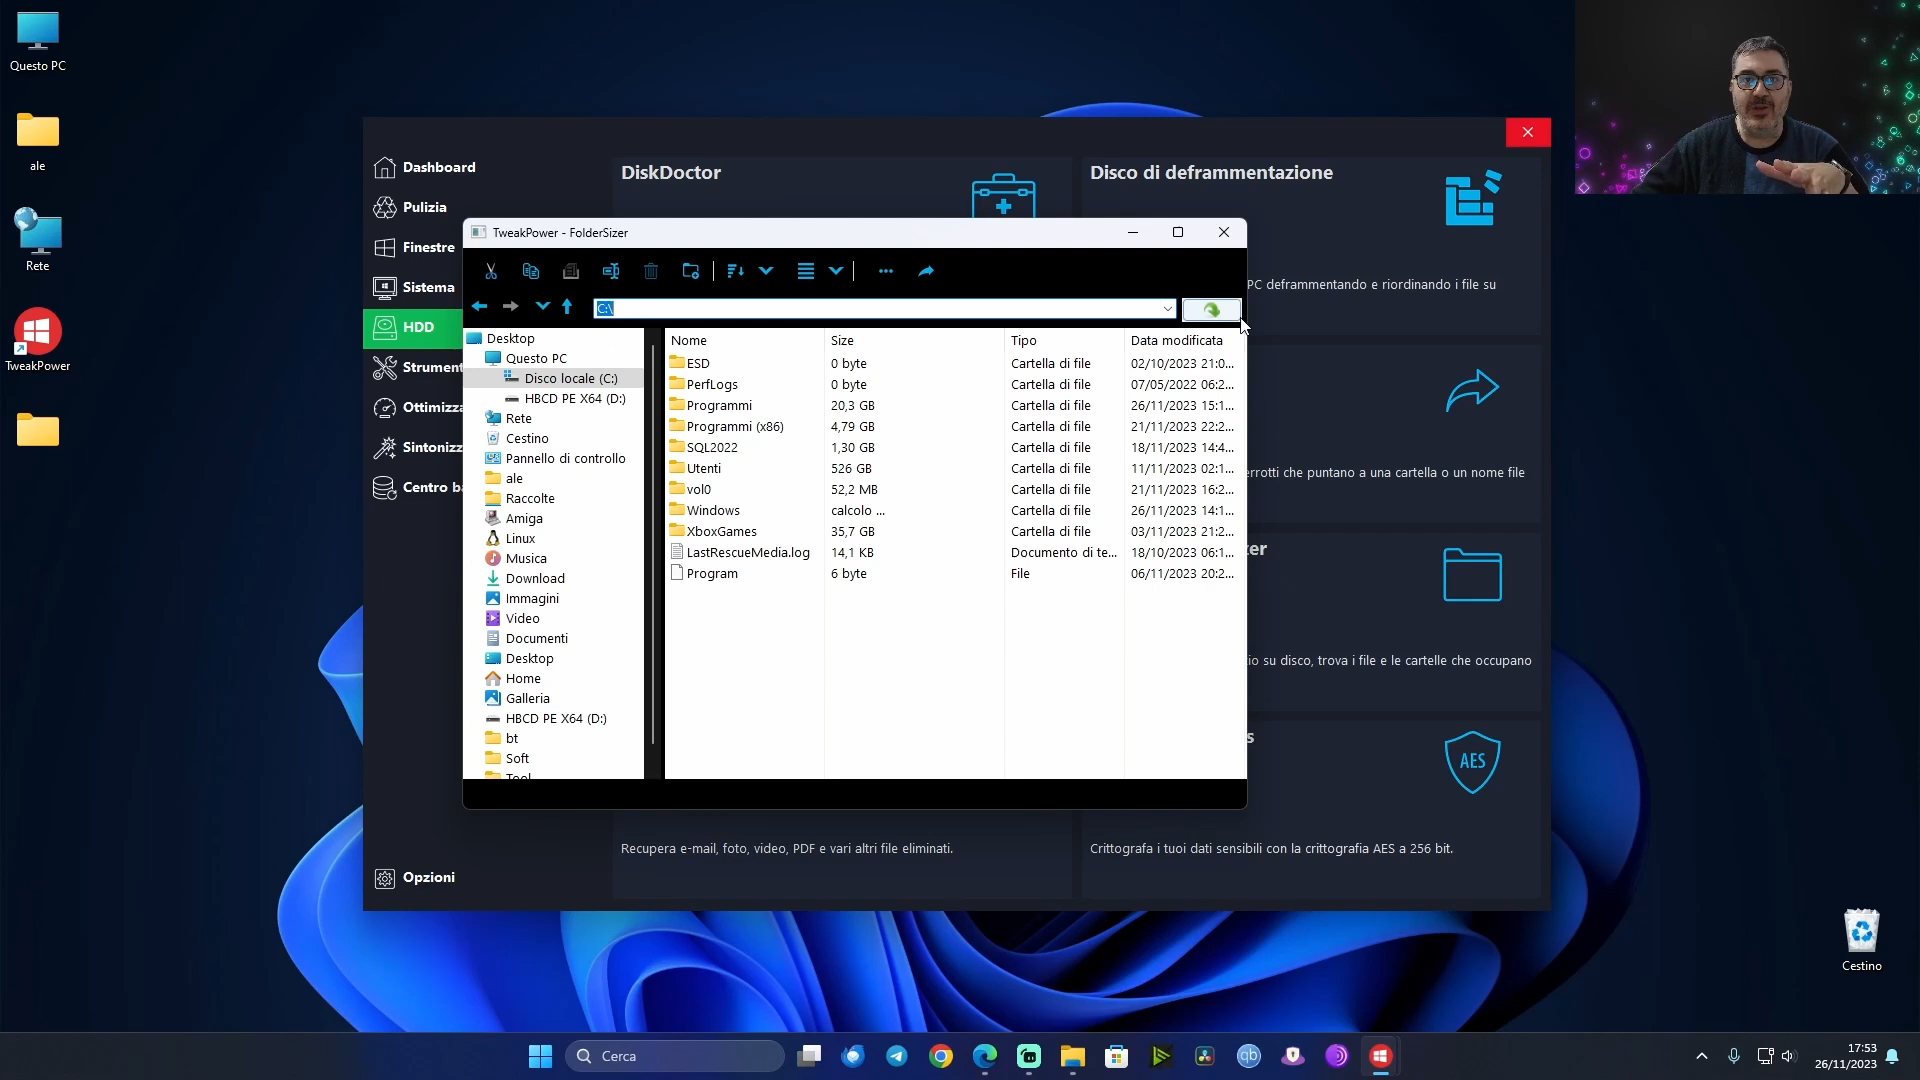 Questo PC
ale
Rete
TweakPower
Dashboard
Pulizia
Finestre
Sistema
HDD
Strument
Ottimizza
Sintonizz
Centro ba
Opzioni
DiskDoctor
Disco di deframmentazione
PC deframmentando e riordinando i file su
errotti che puntano a una cartella o un nome file
zer
io su disco, trova i file e le cartelle che occupano
s
AES
Recupera e-mail, foto, video, PDF e vari altri file eliminati.
Crittografa i tuoi dati sensibili con la crittografia AES a 256 bit.
TweakPower - FolderSizer
C:\
Desktop
Questo PC
Disco locale (C:)
HBCD PE X64 (D:)
Rete
Cestino
Pannello di controllo
ale
Raccolte
Amiga
Linux
Musica
Download
Immagini
Video
Documenti
Desktop
Home
Galleria
HBCD PE X64 (D:)
bt
Soft
Tool
Nome Size Tipo Data modificata
ESD 0 byte Cartella di file 02/10/2023 21:0...
PerfLogs 0 byte Cartella di file 07/05/2022 06:2...
Programmi 20,3 GB Cartella di file 26/11/2023 15:1...
Programmi (x86) 4,79 GB Cartella di file 21/11/2023 22:2...
SQL2022 1,30 GB Cartella di file 18/11/2023 14:4...
Utenti 526 GB Cartella di file 11/11/2023 02:1...
vol0 52,2 MB Cartella di file 21/11/2023 16:2...
Windows calcolo ... Cartella di file 26/11/2023 14:1...
XboxGames 35,7 GB Cartella di file 03/11/2023 21:2...
LastRescueMedia.log 14,1 KB Documento di te... 18/10/2023 06:1...
Program 6 byte File 06/11/2023 20:2...
Cestino
Cerca
qb
17:53
26/11/2023